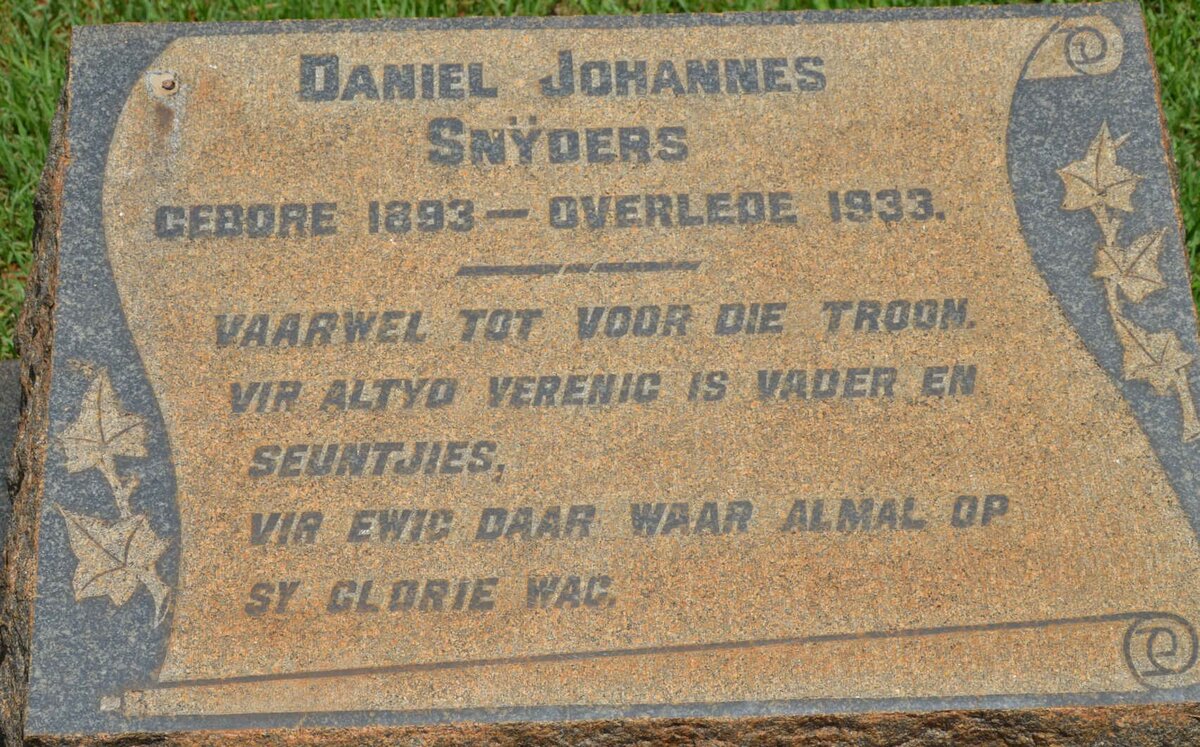 DANIEL JOHANNES
SNŸDERS
GEBORE 1893 — OVERLEDE 1933.
VAARWEL TOT VOOR DIE TROON.
VIR ALTYD VERENIG IS VADER EN
SEUNTJIES,
VIR EWIG DAAR WAAR ALMAL OP
SY GLORIE WAG.